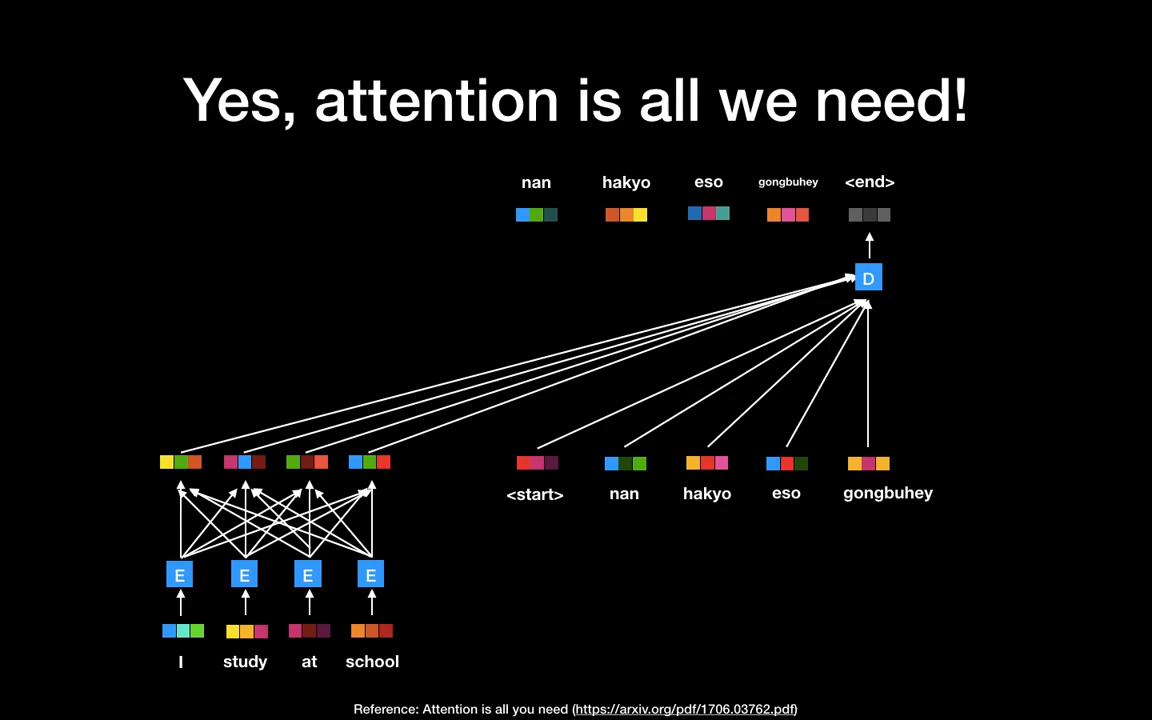 Yes, attention is all we need!
nan hakyo eso gongbuhey <end>
D
<start> nan hakyo eso gongbuhey
E E E E
I study at school
Reference: Attention is all you need (https://arxiv.org/pdf/1706.03762.pdf)